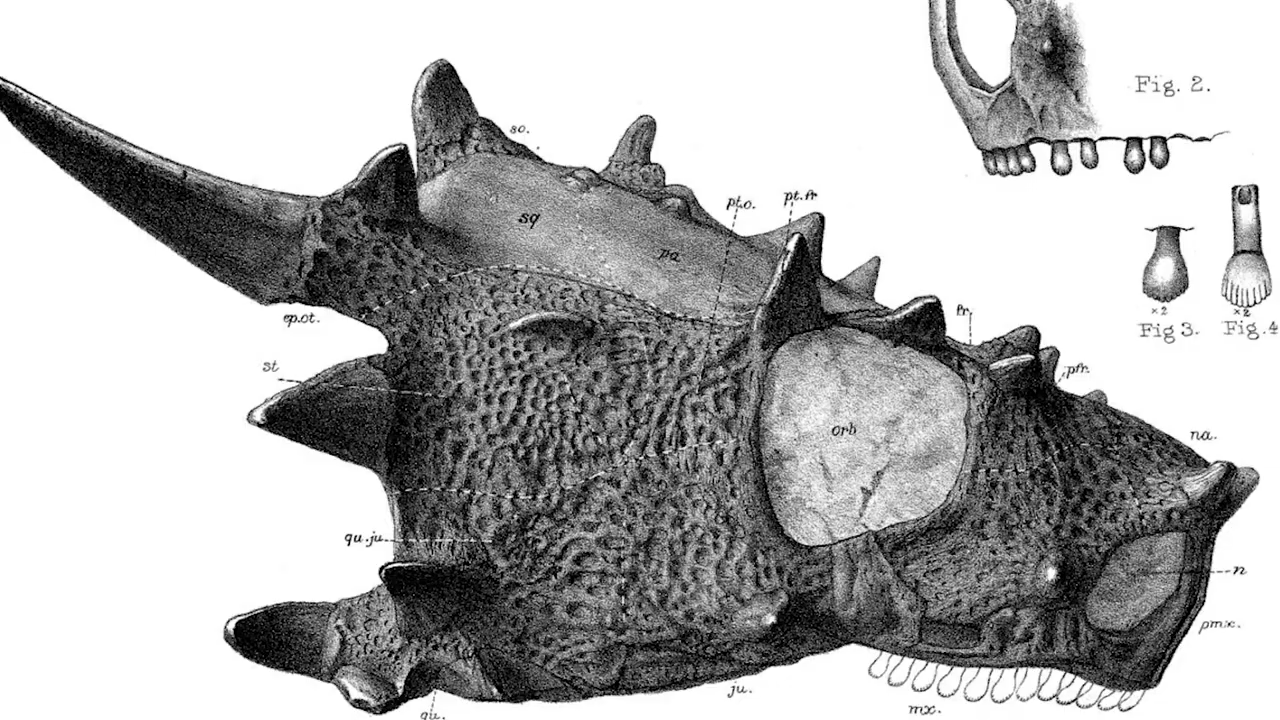 Fig. 2.
so.
pt.o.
pt.fr
sq
pa
×2
×2
Fig 3.
Fig.4
ep.ot.
fr.
st
pfr.
orb
na.
qu.ju.
n
pmx.
ju.
mx.
qu.